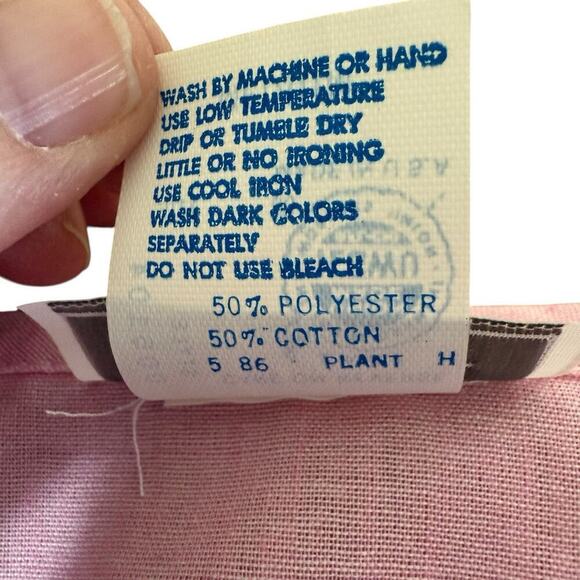 WASH BY MACHINE OR HAND
USE LOW TEMPERATURE
DRIP OR TUMBLE DRY
LITTLE OR NO IRONING
USE COOL IRON
WASH DARK COLORS
SEPARATELY
DO NOT USE BLEACH
50% POLYESTER
50% COTTON
5 86 PLANT H